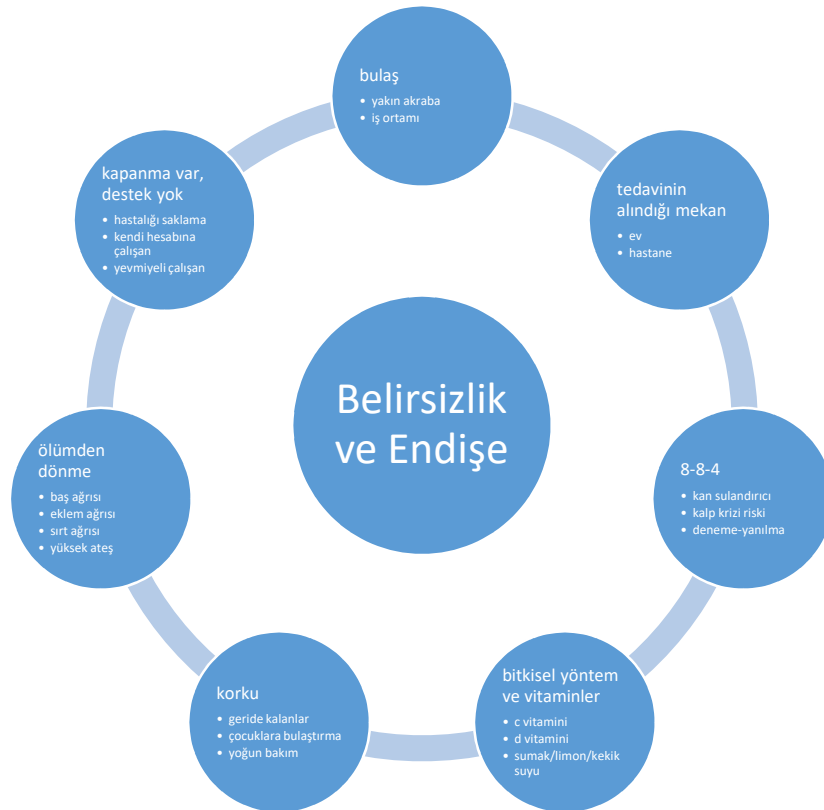 bulaş
• yakın akraba
• iş ortamı
tedavinin
alındığı mekan
• ev
• hastane
8-8-4
• kan sulandırıcı
• kalp krizi riski
• deneme-yanılma
bitkisel yöntem
ve vitaminler
• c vitamini
• d vitamini
• sumak/limon/kekik
suyu
korku
• geride kalanlar
• çocuklara bulaştırma
• yoğun bakım
ölümden
dönme
• baş ağrısı
• eklem ağrısı
• sırt ağrısı
• yüksek ateş
kapanma var,
destek yok
• hastalığı saklama
• kendi hesabına
çalışan
• yevmiyeli çalışan
Belirsizlik
ve Endişe